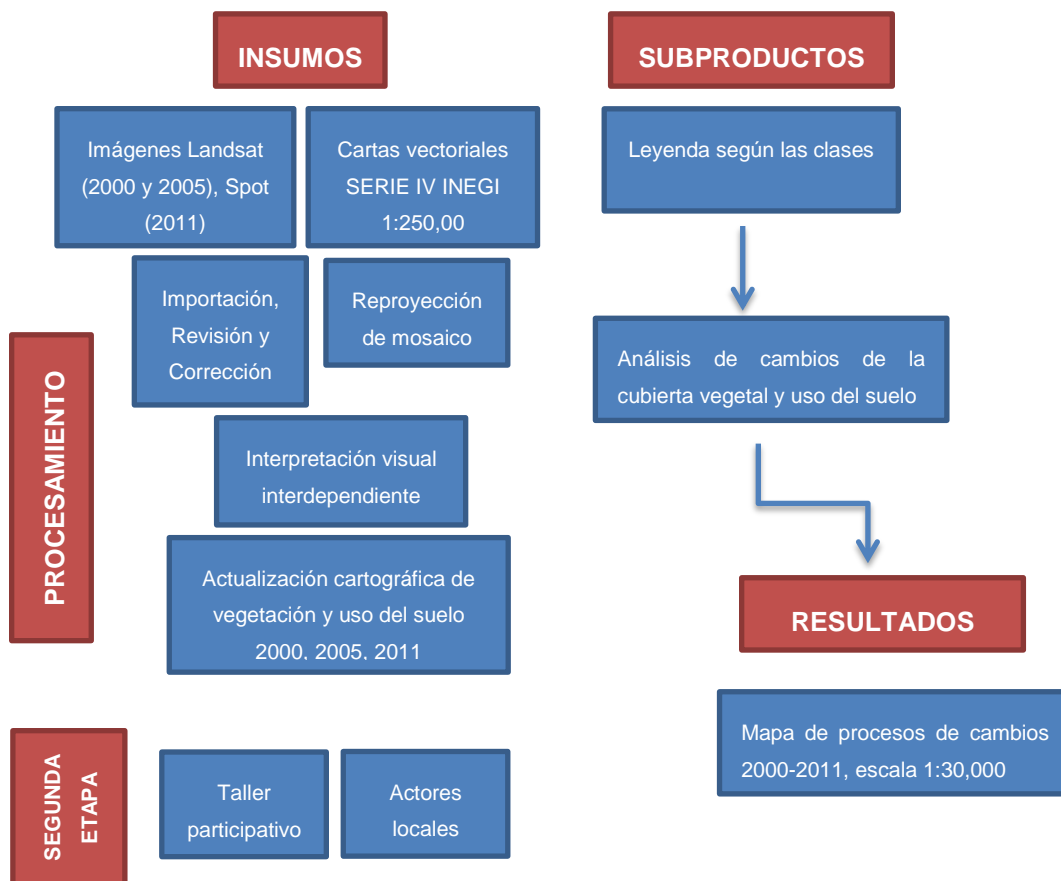 INSUMOS
Imágenes Landsat
(2000 y 2005), Spot
(2011)
Cartas vectoriales
SERIE IV INEGI
1:250,00
Importación,
Revisión y
Corrección
Reproyección
de mosaico
PROCESAMIENTO
Interpretación visual
interdependiente
Actualización cartográfica de
vegetación y uso del suelo
2000, 2005, 2011
SEGUNDA
ETAPA
Taller
participativo
Actores
locales
SUBPRODUCTOS
Leyenda según las clases
Análisis de cambios de la
cubierta vegetal y uso del suelo
RESULTADOS
Mapa de procesos de cambios
2000-2011, escala 1:30,000